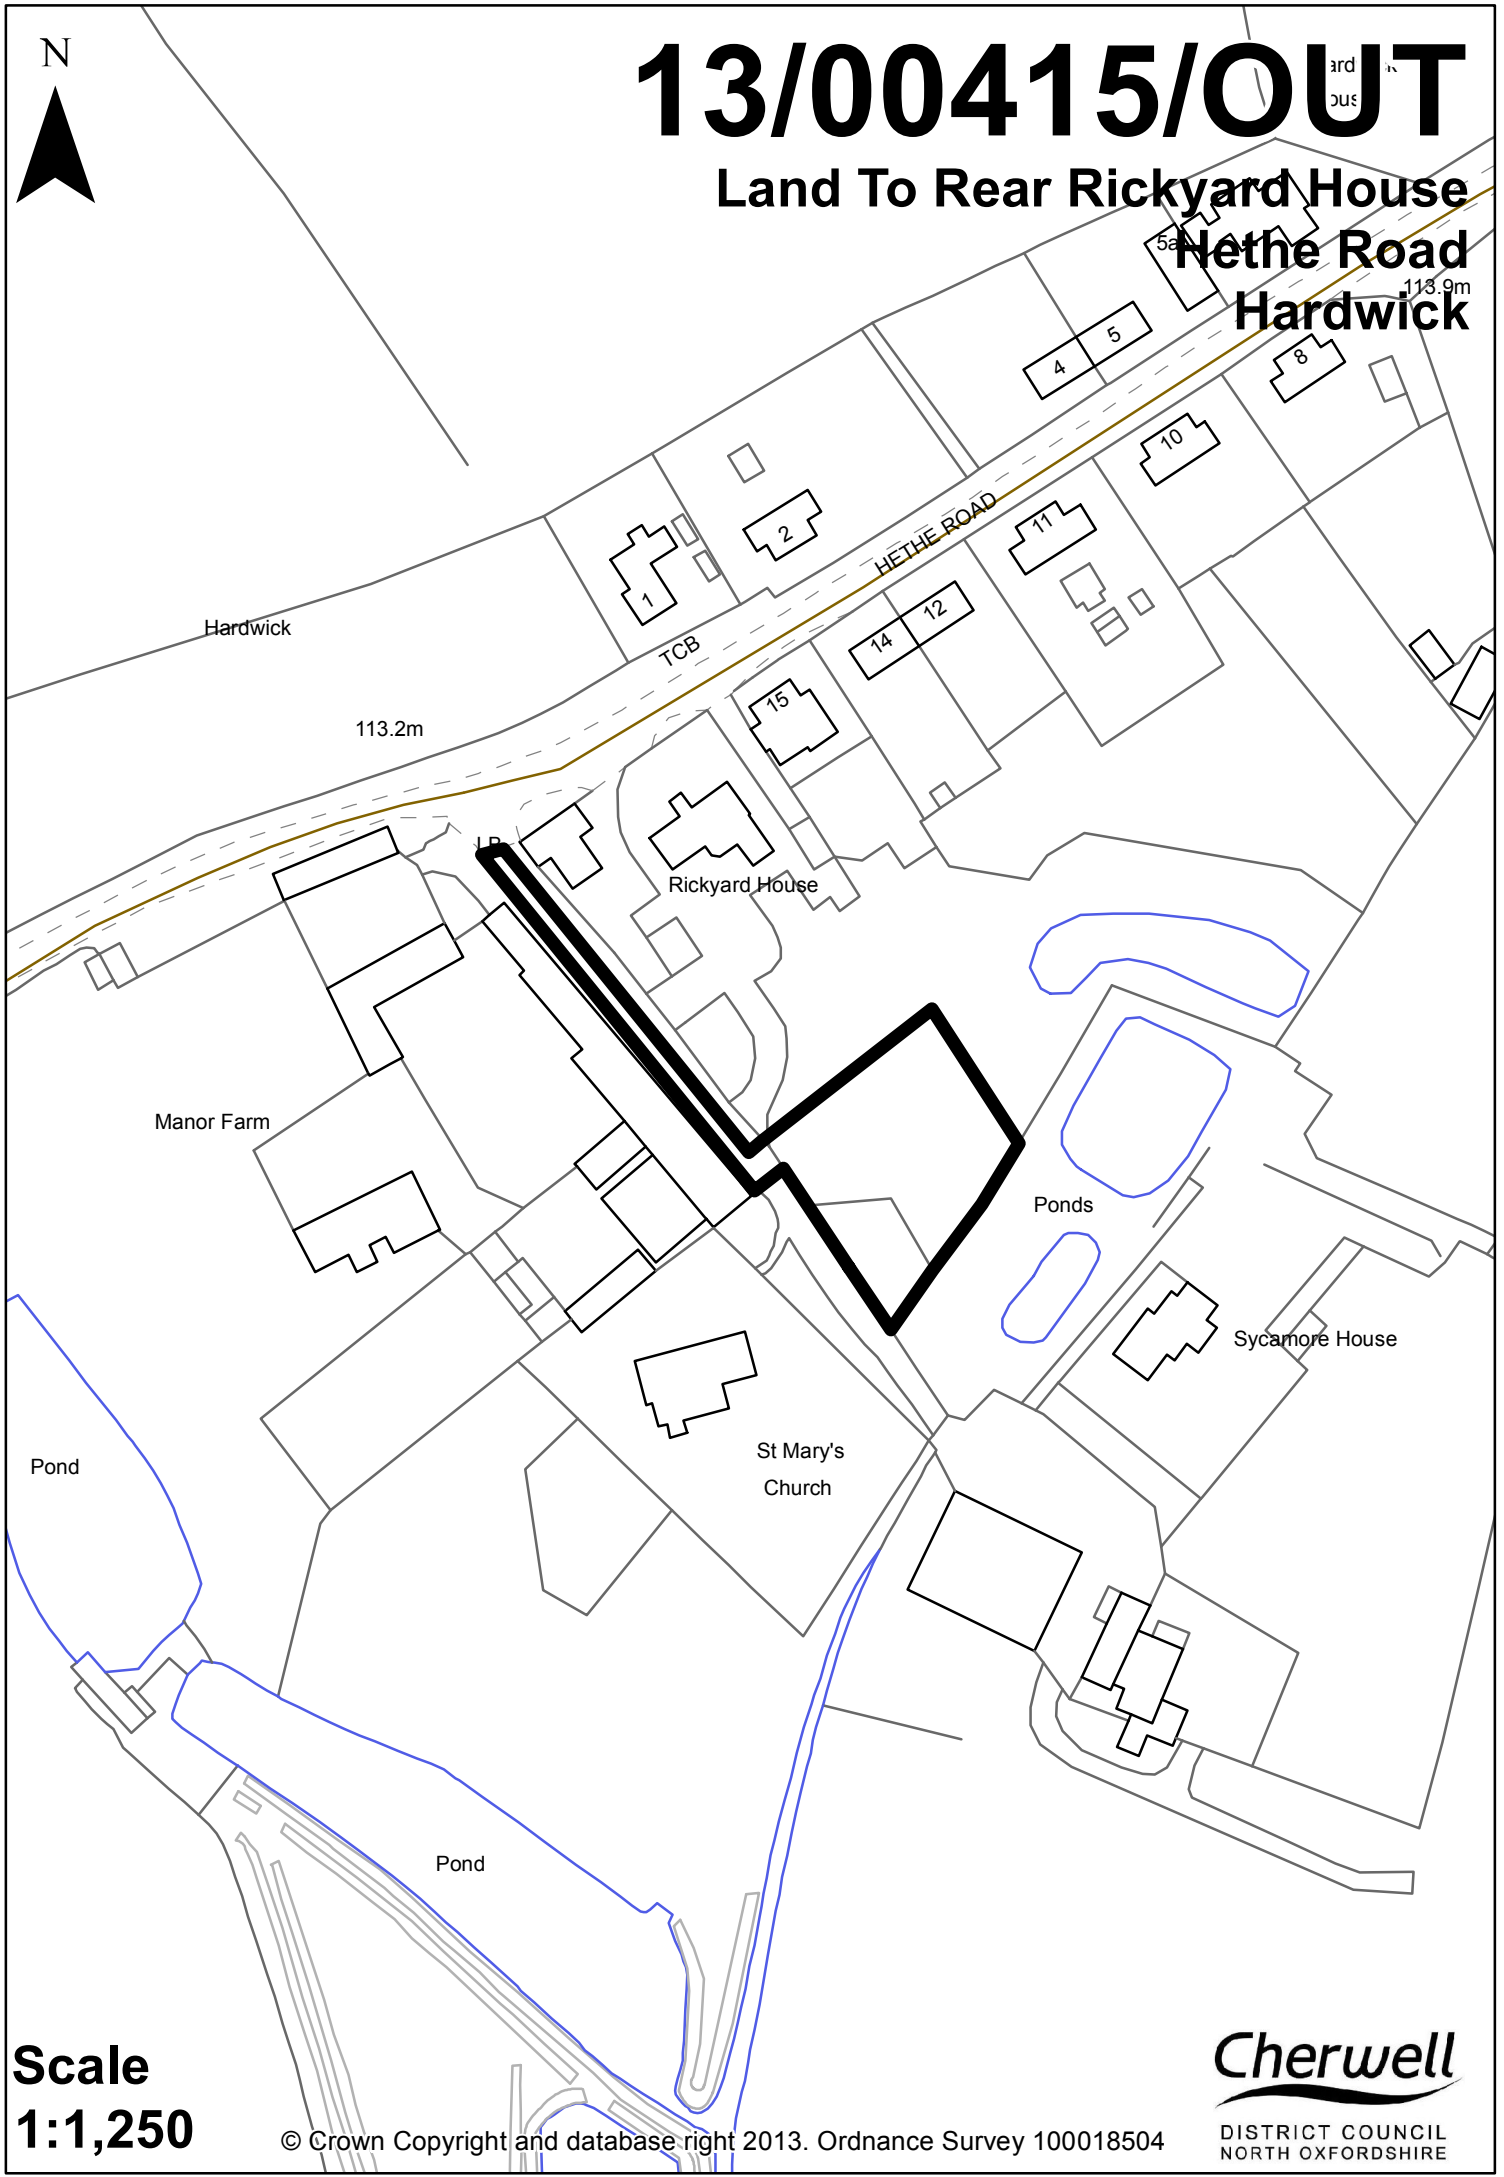 N
13/00415/OUT
Land To Rear Rickyard House
Hethe Road
Hardwick
5a
113.9m
5
4
8
10
11
HETHE ROAD
2
1
12
14
TCB
Hardwick
15
113.2m
LB
Rickyard House
Manor Farm
Ponds
Sycamore House
St Mary's
Church
Pond
Pond
Scale
1:1,250
© Crown Copyright and database right 2013. Ordnance Survey 100018504
Cherwell
DISTRICT COUNCIL
NORTH OXFORDSHIRE